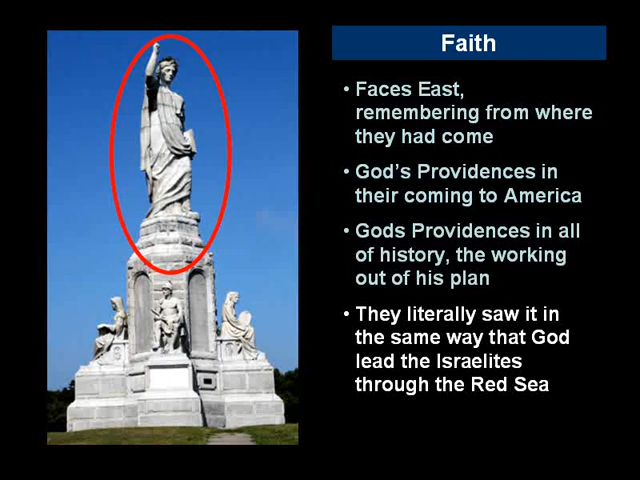 Faith
• Faces East,
remembering from where
they had come
• God's Providences in
their coming to America
• Gods Providences in all
of history, the working
out of his plan
• They literally saw it in
the same way that God
lead the Israelites
through the Red Sea